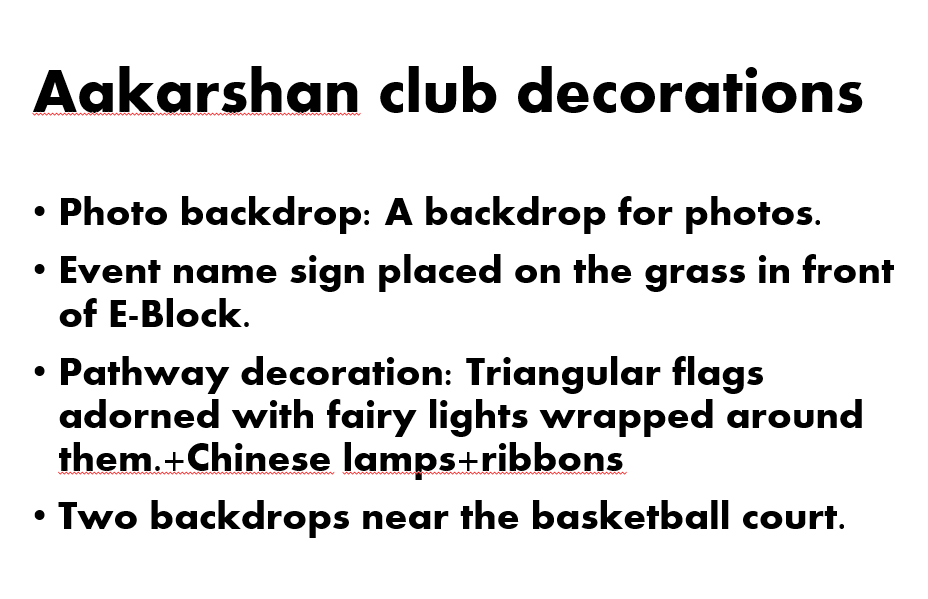 Aakarshan club decorations
• Photo backdrop: A backdrop for photos.
• Event name sign placed on the grass in front
of E-Block.
• Pathway decoration: Triangular flags
adorned with fairy lights wrapped around
them.+Chinese lamps+ribbons
• Two backdrops near the basketball court.